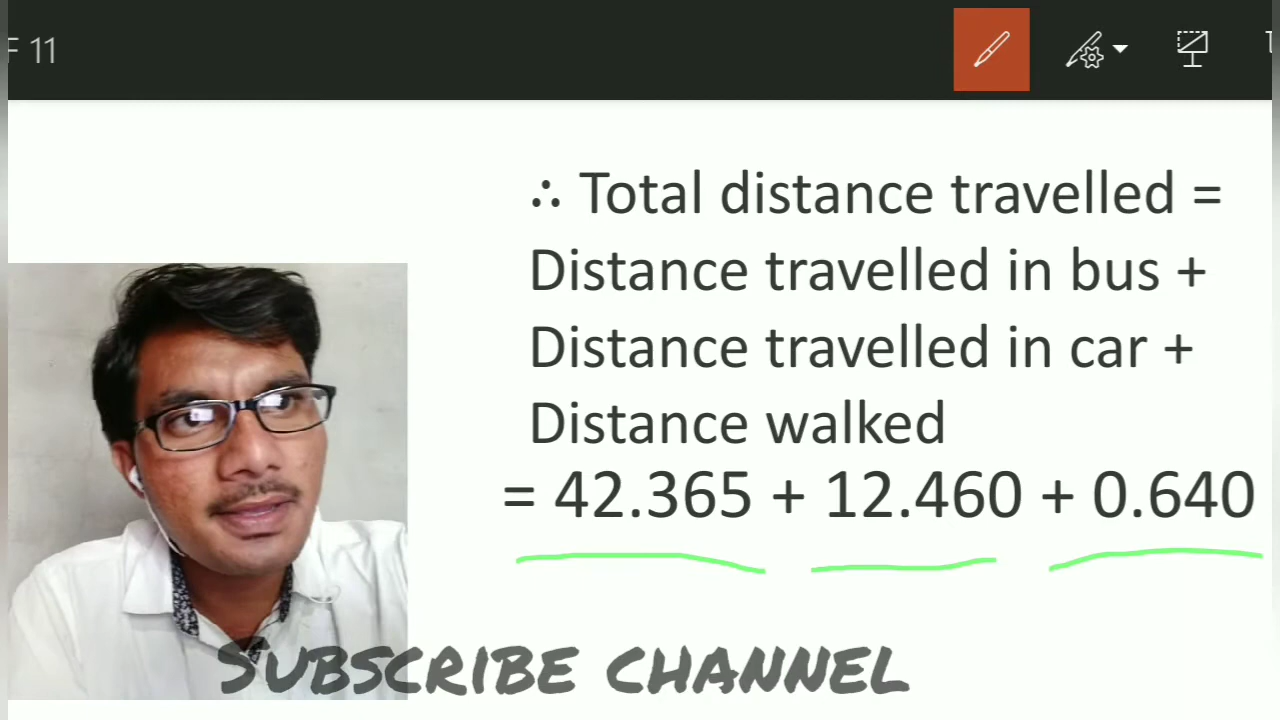 F 11
∴ Total distance travelled =
Distance travelled in bus +
Distance travelled in car +
Distance walked
= 42.365 + 12.460 + 0.640
SUBSCRIBE CHANNEL